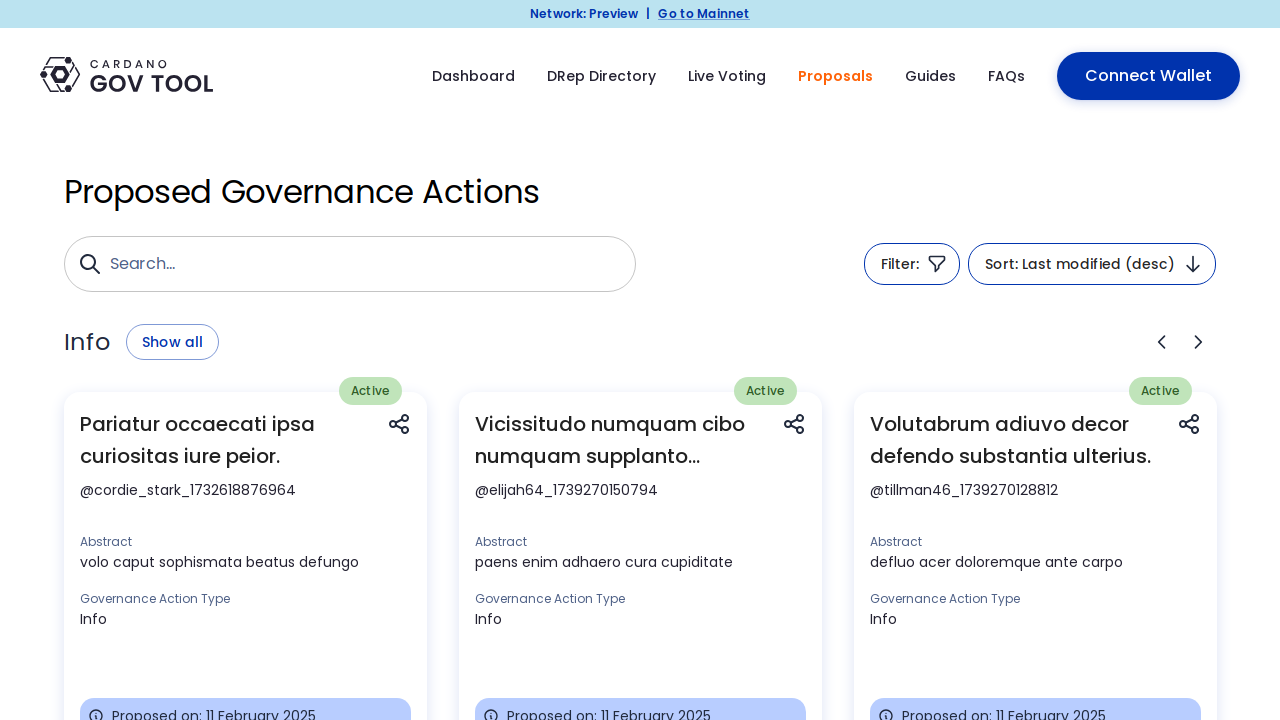 Network: Preview | Go to Mainnet
CARDANO
GOV TOOL
Dashboard
DRep Directory
Live Voting
Proposals
Guides
FAQs
Connect Wallet
Proposed Governance Actions
Search...
Filter:
Sort: Last modified (desc)
Info
Show all
Active
Pariatur occaecati ipsa
curiositas iure peior.
@cordie_stark_1732618876964
Abstract
volo caput sophismata beatus defungo
Governance Action Type
Info
Proposed on: 11 February 2025
Active
Vicissitudo numquam cibo
numquam supplanto...
@elijah64_1739270150794
Abstract
paens enim adhaero cura cupiditate
Governance Action Type
Info
Proposed on: 11 February 2025
Active
Volutabrum adiuvo decor
defendo substantia ulterius.
@tillman46_1739270128812
Abstract
defluo acer doloremque ante carpo
Governance Action Type
Info
Proposed on: 11 February 2025